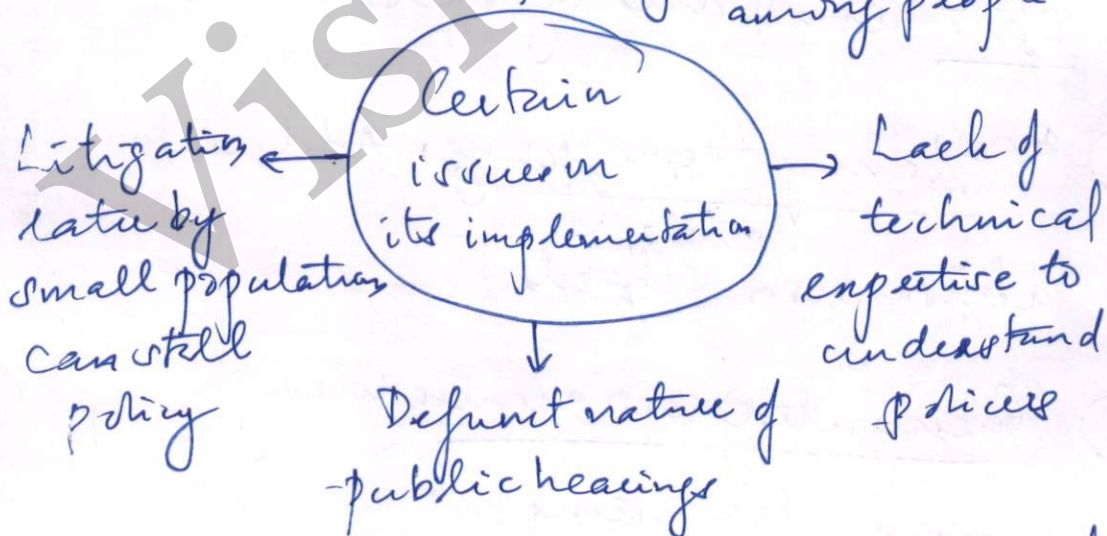 among people
Certain
issues in
its implementation
Litigation
later by
small population
can stall
policy
Lack of
technical
expertise to
understand
policies
Defunct nature of
public hearings
Visi